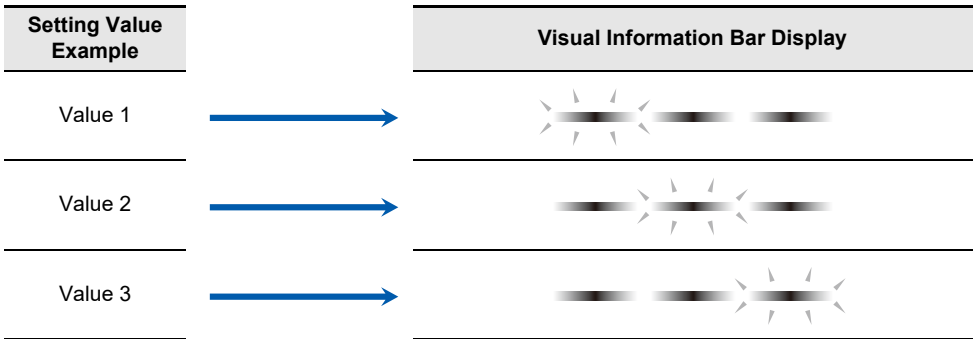 Setting Value
Example
Visual Information Bar Display
Value 1
Value 2
Value 3